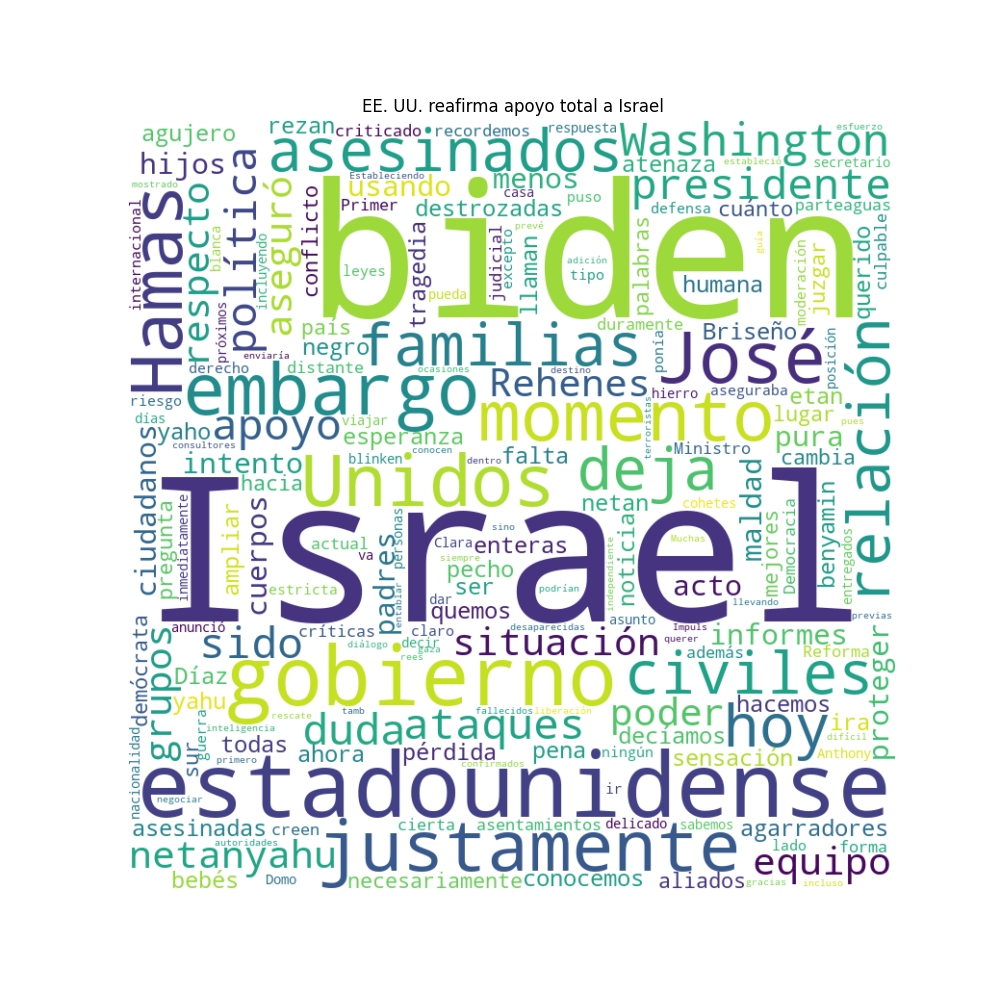 EE. UU. reafirma apoyo total a Israel
agujero
rezan
criticado
recordemos
respuesta
esfuerzo
asesinados
Washington
hijos
atenaza
estableció
secretario
mostrado
Estableciendo
usando
menos
casa
presidente
Hamas
respecto
política
aseguró
conflicto
Primer
destrozadas
puso
defensa
cuánto
parteaguas
internacional
blanca
incluyendo
tragedia
biden
judicial
excepto
prevé
llaman
palabras
guía
moderación
juzgar
querido
culpable
leyes
adición
tipo
humana
pueda
próximos
país
duramente
Briseño
negro
familias
ponía
José
posición
relación
enviaría
derecho
distante
ocasiones
destino
embargo
Rehenes
hierro
aseguraba
etan
riesgo
días
yaho
apoyo
viajar
momento
terroristas
lugar
pues
ciudadanos
consultores
esperanza
conocen
Ministro
pura
intento
blinken
dentro
falta
cambia
hacia
Unidos
deja
maldad
mejores
Democracia
benyamin
entregados
pregunta
inmediatamente
ampliar
cuerpos
netan
cohetes
noticia
Israel
sino
Muchas
actual
va
personas
Clara
enteras
independiente
siempre
padres
pecho
estricta
entablar
ser
podrían
acto
llevando
dar
quemos
previas
demócrata
anunció
críticas
claro
desaparecidas
asunto
Impuls
sido
diálogo
decir
gaza
situación
querer
informes
grupos
rees
además
Reforma
proteger
Díaz
gobierno
civiles
yahu
rescate
tamb
fallecidos
liberación
hacemos
nacionalidad
guerra
inteligencia
duda
ataques
poder
decíamos
hoy
ira
difícil
sur
todas
ahora
pérdida
pena
ningún
sensación
Anthony
primero
confirmados
estadounidense
negociar
ir
asesinadas
creen
justamente
cierta
asentamientos
delicado
sabemos
agarradores
autoridades
netanyahu
lado
forma
equipo
bebés
Domo
necesariamente
conocemos
aliados
gracias
incluso